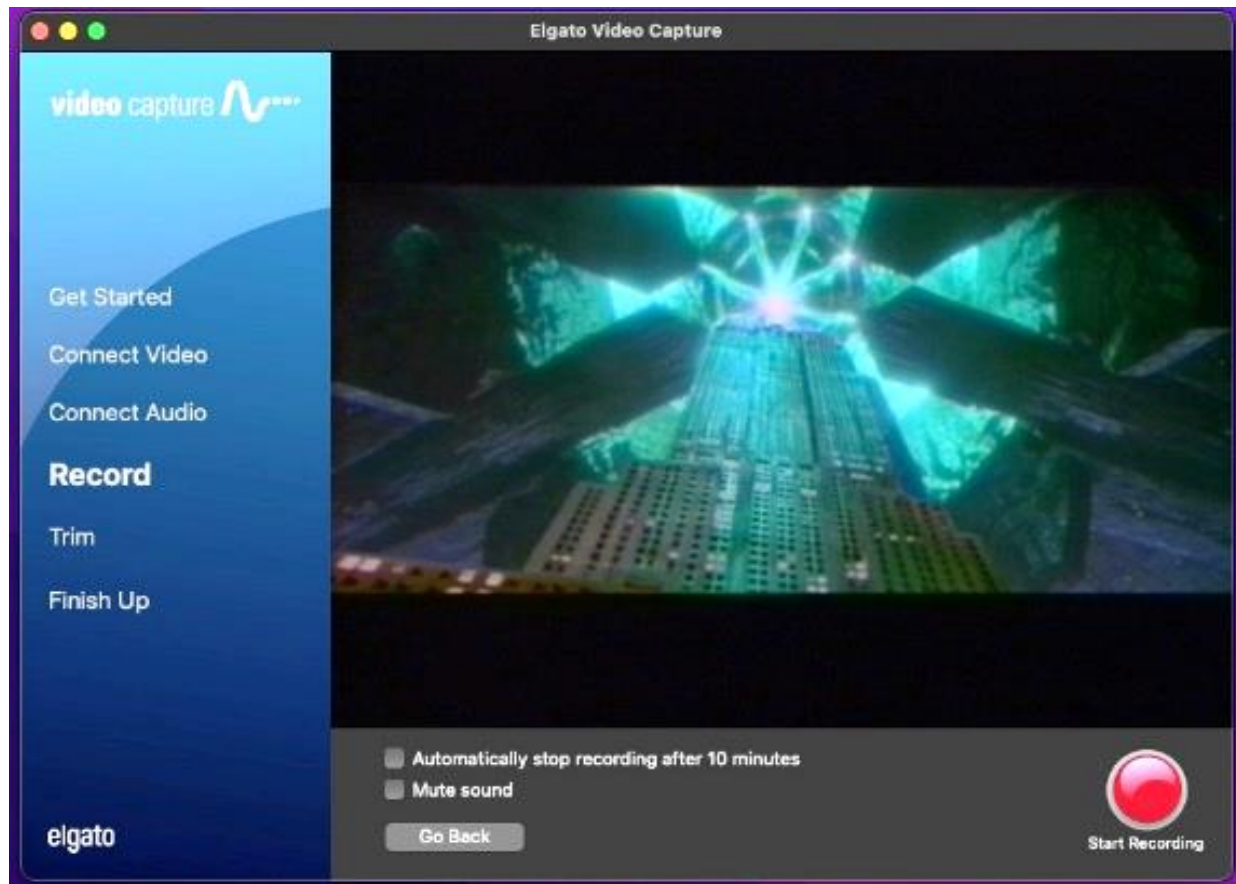 Elgato Video Capture
video capture
Get Started
Connect Video
Connect Audio
Record
Trim
Finish Up
elgato
Automatically stop recording after 10 minutes
Mute sound
Go Back
Start Recording